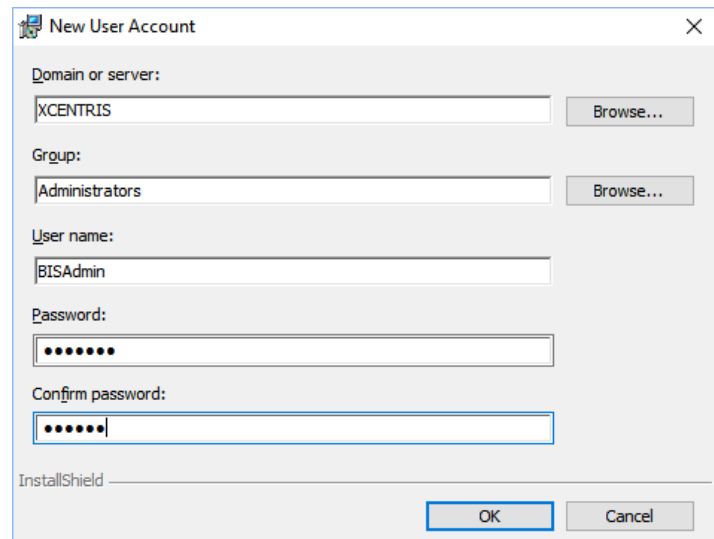 New User Account
Domain or server:
XCENTRIS
Browse...
Group:
Administrators
Browse...
User name:
BISAdmin
Password:
●●●●●●●
Confirm password:
●●●●●●
InstallShield
OK
Cancel